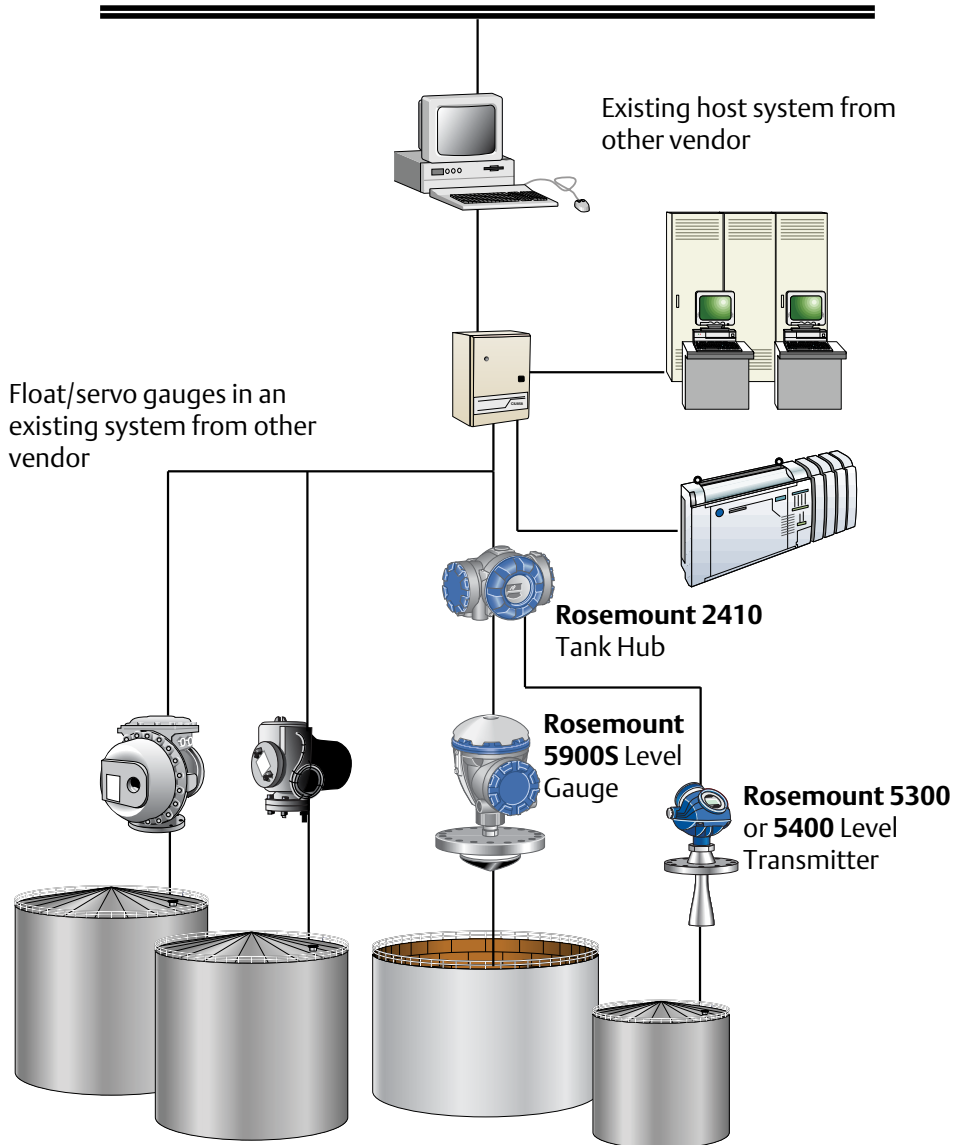 Existing host system from
other vendor
Float/servo gauges in an
existing system from other
vendor
Rosemount 2410
Tank Hub
Rosemount
5900S Level
Gauge
Rosemount 5300
or 5400 Level
Transmitter